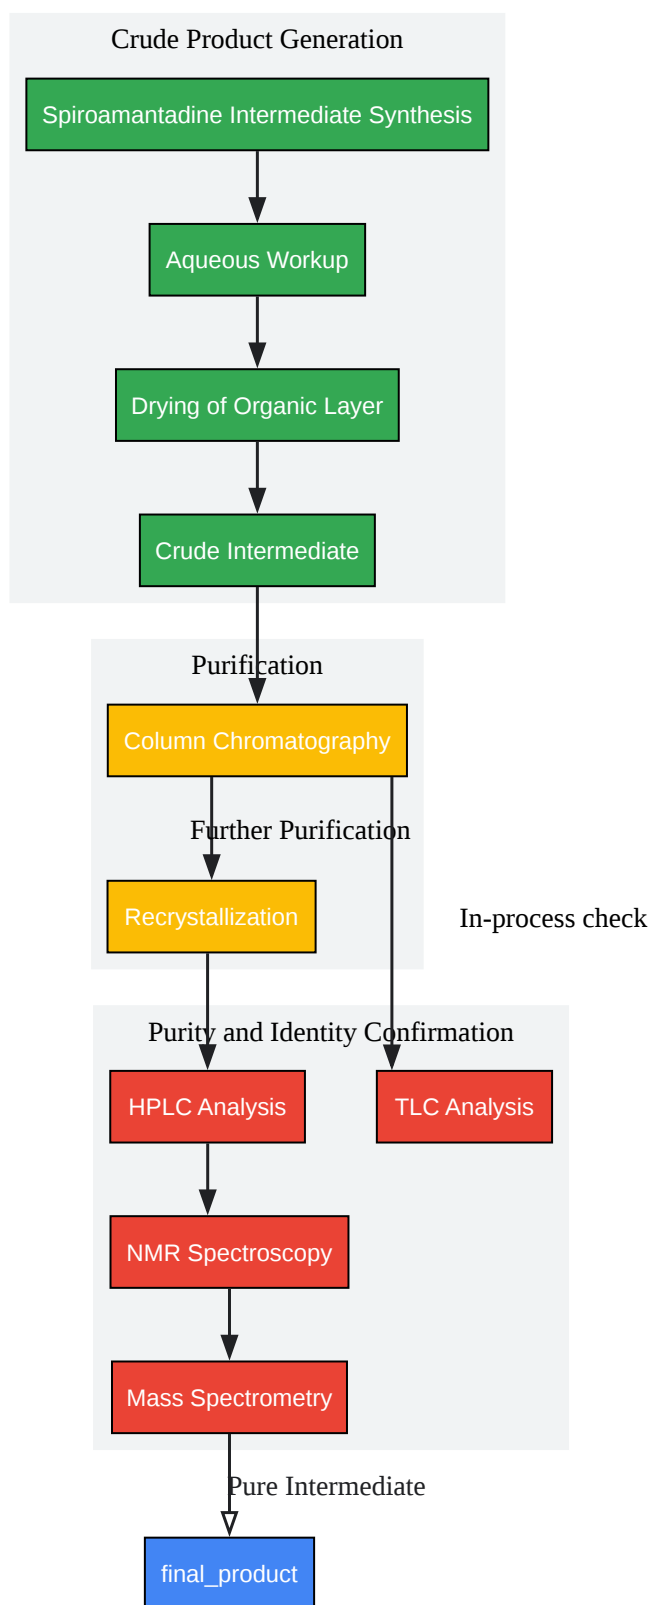 Crude Product Generation
Spiroamantadine Intermediate Synthesis
Aqueous Workup
Drying of Organic Layer
Crude Intermediate
Purification
Column Chromatography
Further Purification
Recrystallization
In-process check
Purity and Identity Confirmation
HPLC Analysis
TLC Analysis
NMR Spectroscopy
Mass Spectrometry
Pure Intermediate
final_product